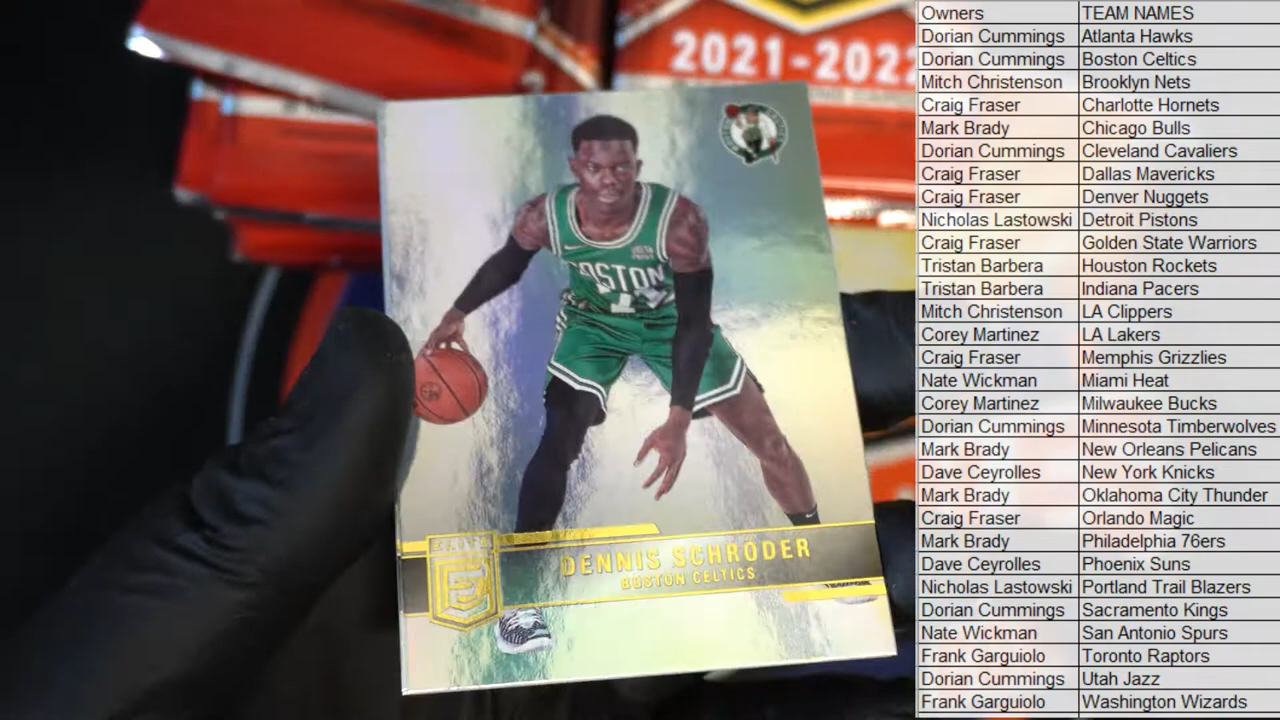 2021-2022
ELITE
DENNIS SCHRÖDER
BOSTON CELTICS
BOSTON
Owners TEAM NAMES
Dorian Cummings Atlanta Hawks
Dorian Cummings Boston Celtics
Mitch Christenson Brooklyn Nets
Craig Fraser Charlotte Hornets
Mark Brady Chicago Bulls
Dorian Cummings Cleveland Cavaliers
Craig Fraser Dallas Mavericks
Craig Fraser Denver Nuggets
Nicholas Lastowski Detroit Pistons
Craig Fraser Golden State Warriors
Tristan Barbera Houston Rockets
Tristan Barbera Indiana Pacers
Mitch Christenson LA Clippers
Corey Martinez LA Lakers
Craig Fraser Memphis Grizzlies
Nate Wickman Miami Heat
Corey Martinez Milwaukee Bucks
Dorian Cummings Minnesota Timberwolves
Mark Brady New Orleans Pelicans
Dave Ceyrolles New York Knicks
Mark Brady Oklahoma City Thunder
Craig Fraser Orlando Magic
Mark Brady Philadelphia 76ers
Dave Ceyrolles Phoenix Suns
Nicholas Lastowski Portland Trail Blazers
Dorian Cummings Sacramento Kings
Nate Wickman San Antonio Spurs
Frank Garguiolo Toronto Raptors
Dorian Cummings Utah Jazz
Frank Garguiolo Washington Wizards